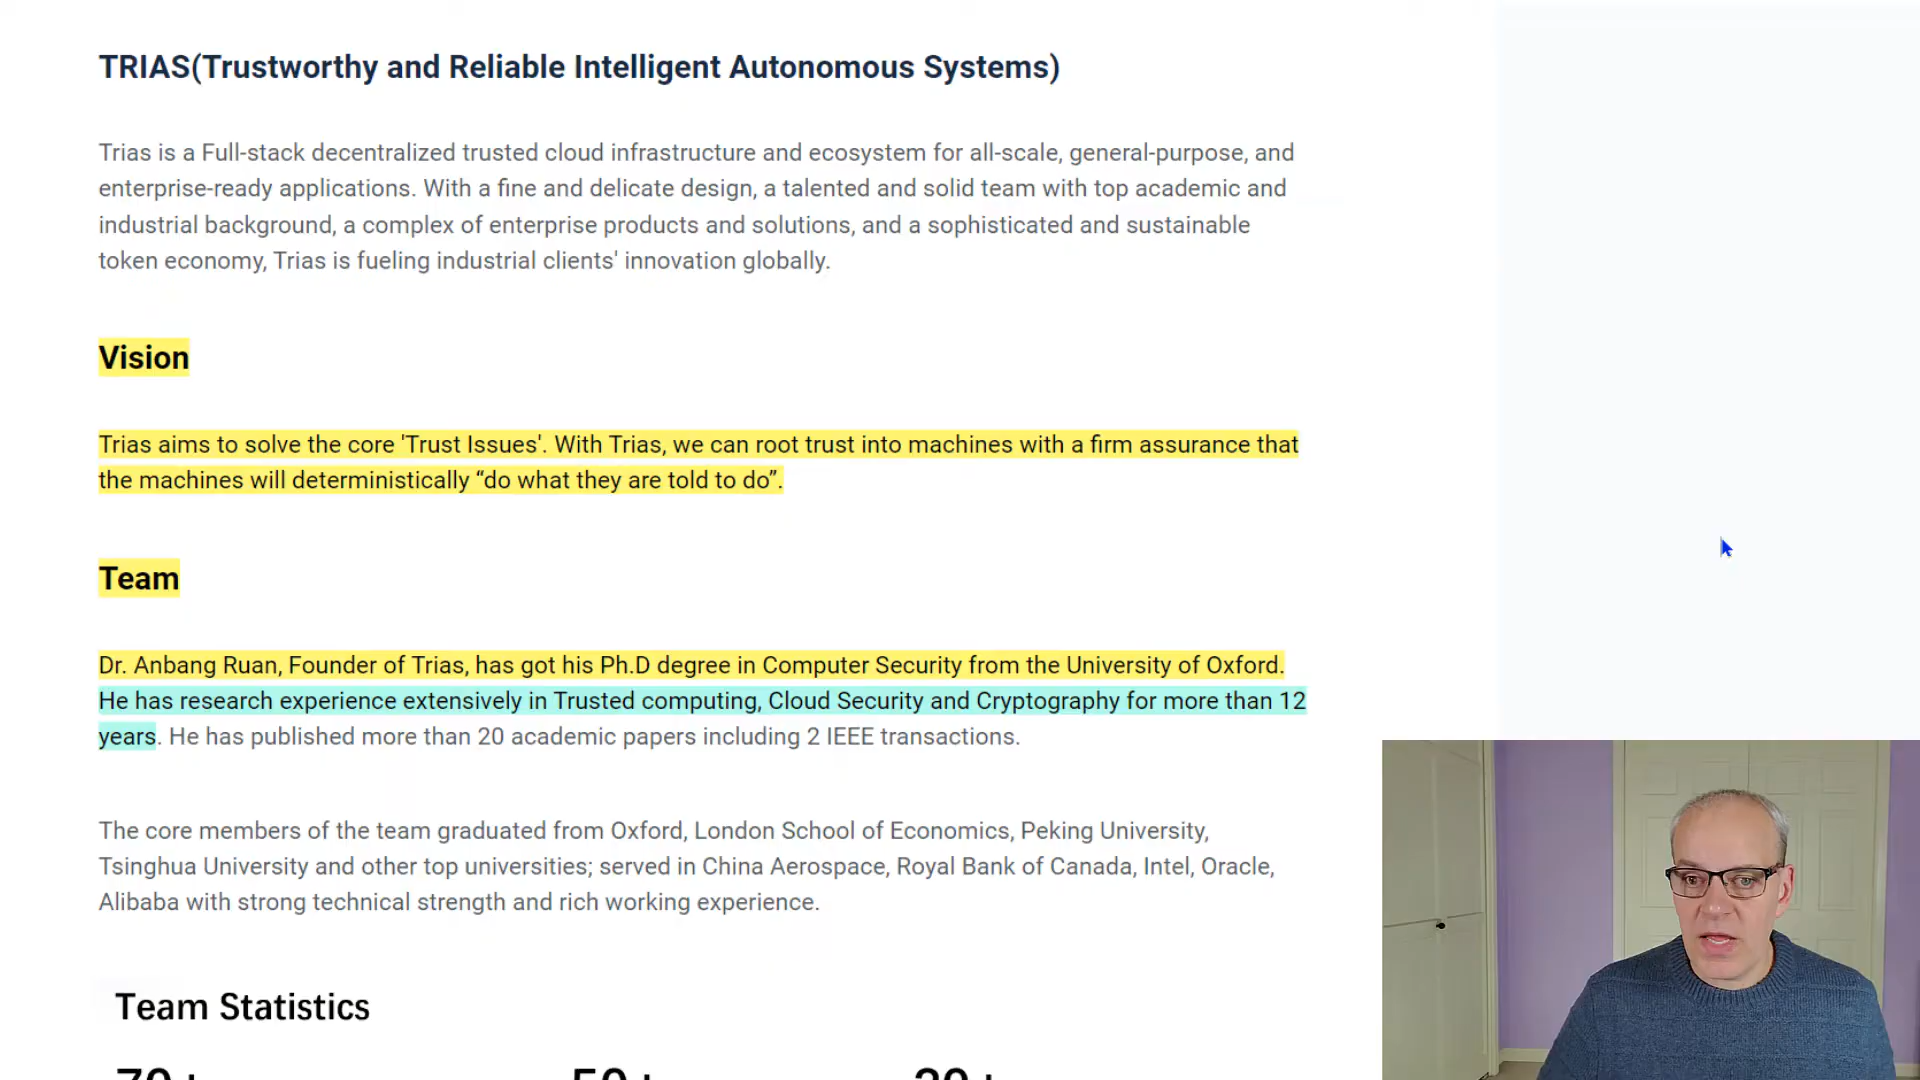 TRIAS(Trustworthy and Reliable Intelligent Autonomous Systems)
Trias is a Full-stack decentralized trusted cloud infrastructure and ecosystem for all-scale, general-purpose, and
enterprise-ready applications. With a fine and delicate design, a talented and solid team with top academic and
industrial background, a complex of enterprise products and solutions, and a sophisticated and sustainable
token economy, Trias is fueling industrial clients' innovation globally.
Vision
Trias aims to solve the core 'Trust Issues'. With Trias, we can root trust into machines with a firm assurance that
the machines will deterministically “do what they are told to do”.
Team
Dr. Anbang Ruan, Founder of Trias, has got his Ph.D degree in Computer Security from the University of Oxford.
He has research experience extensively in Trusted computing, Cloud Security and Cryptography for more than 12
years. He has published more than 20 academic papers including 2 IEEE transactions.
The core members of the team graduated from Oxford, London School of Economics, Peking University,
Tsinghua University and other top universities; served in China Aerospace, Royal Bank of Canada, Intel, Oracle,
Alibaba with strong technical strength and rich working experience.
Team Statistics